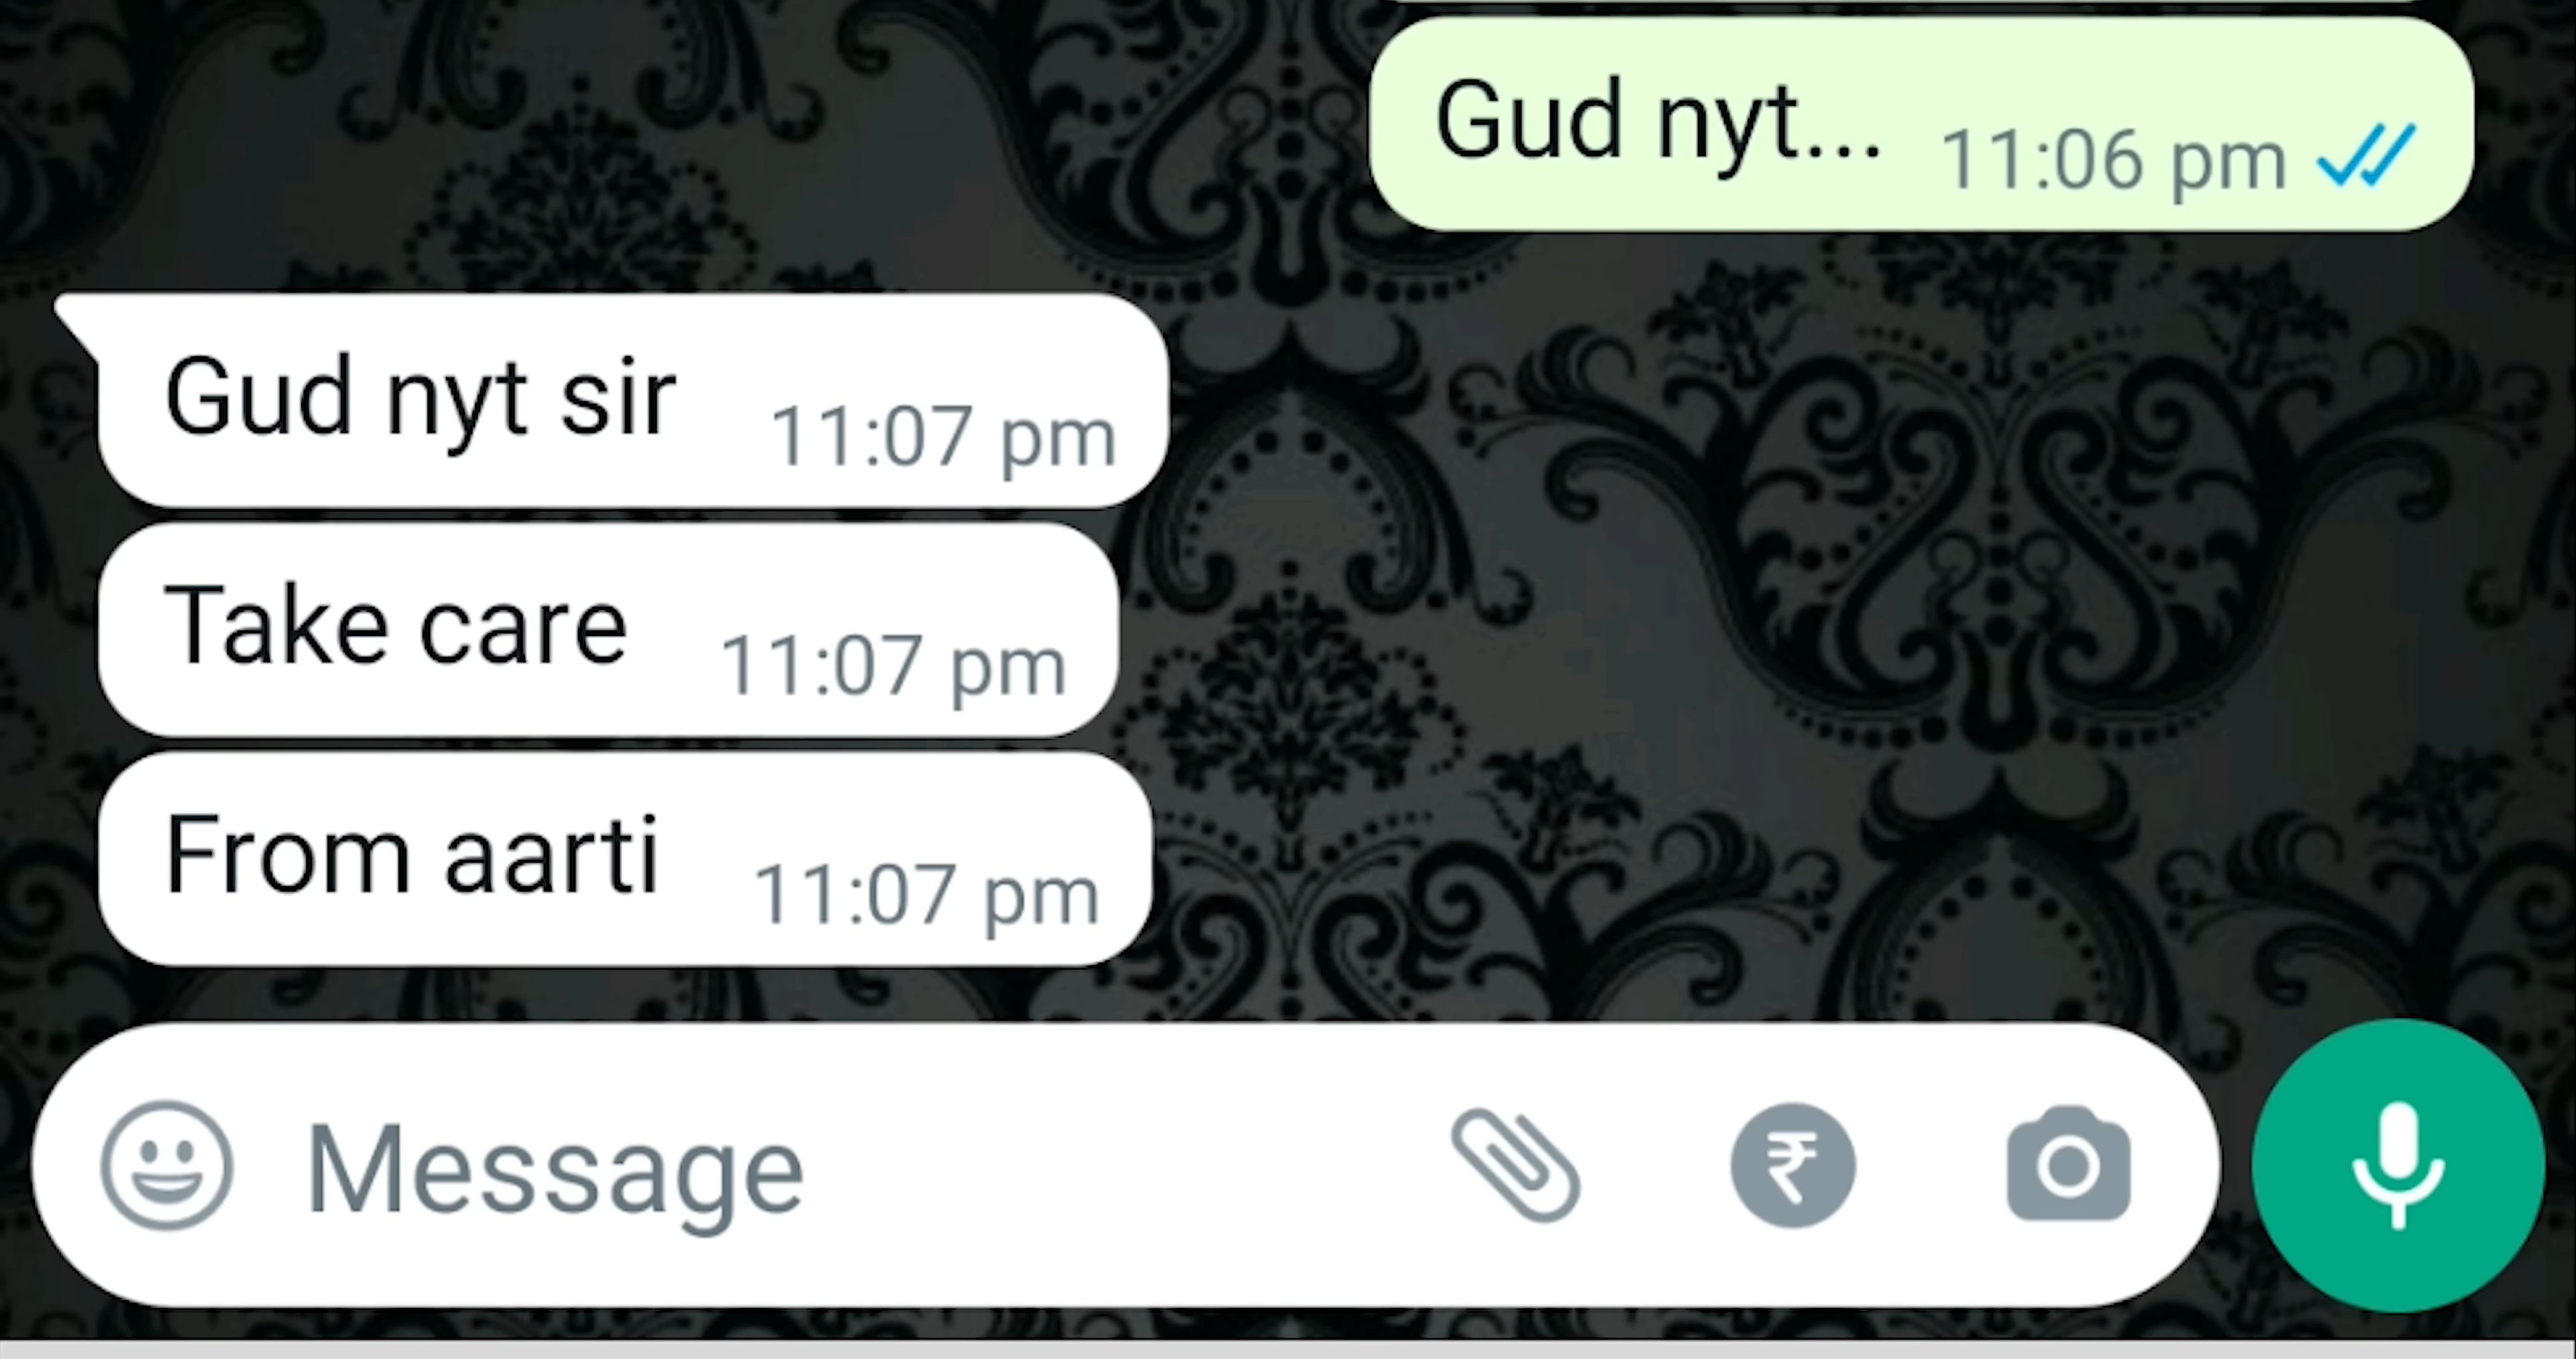 Gud nyt... 11:06 pm
Gud nyt sir 11:07 pm
Take care 11:07 pm
From aarti 11:07 pm
Message ₹